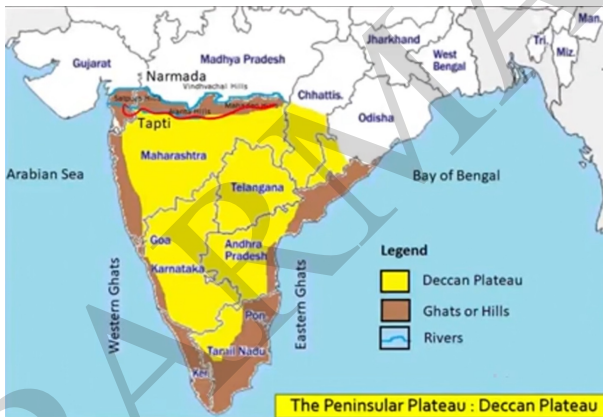 Jharkhand
Man.
Madhya Pradesh
West
Bengal
Tri.
Miz.
Gujarat
Narmada
Vindhyachal Hills
Chhattis.
Odisha
Tapti
Maharashtra
Arabian Sea
Bay of Bengal
Telangana
Goa
Andhra
Pradesh
Karnataka
Western Ghats
Eastern Ghats
Legend
Deccan Plateau
Ghats or Hills
Rivers
Pon.
Tamil Nadu
Ker
The Peninsular Plateau : Deccan Plateau